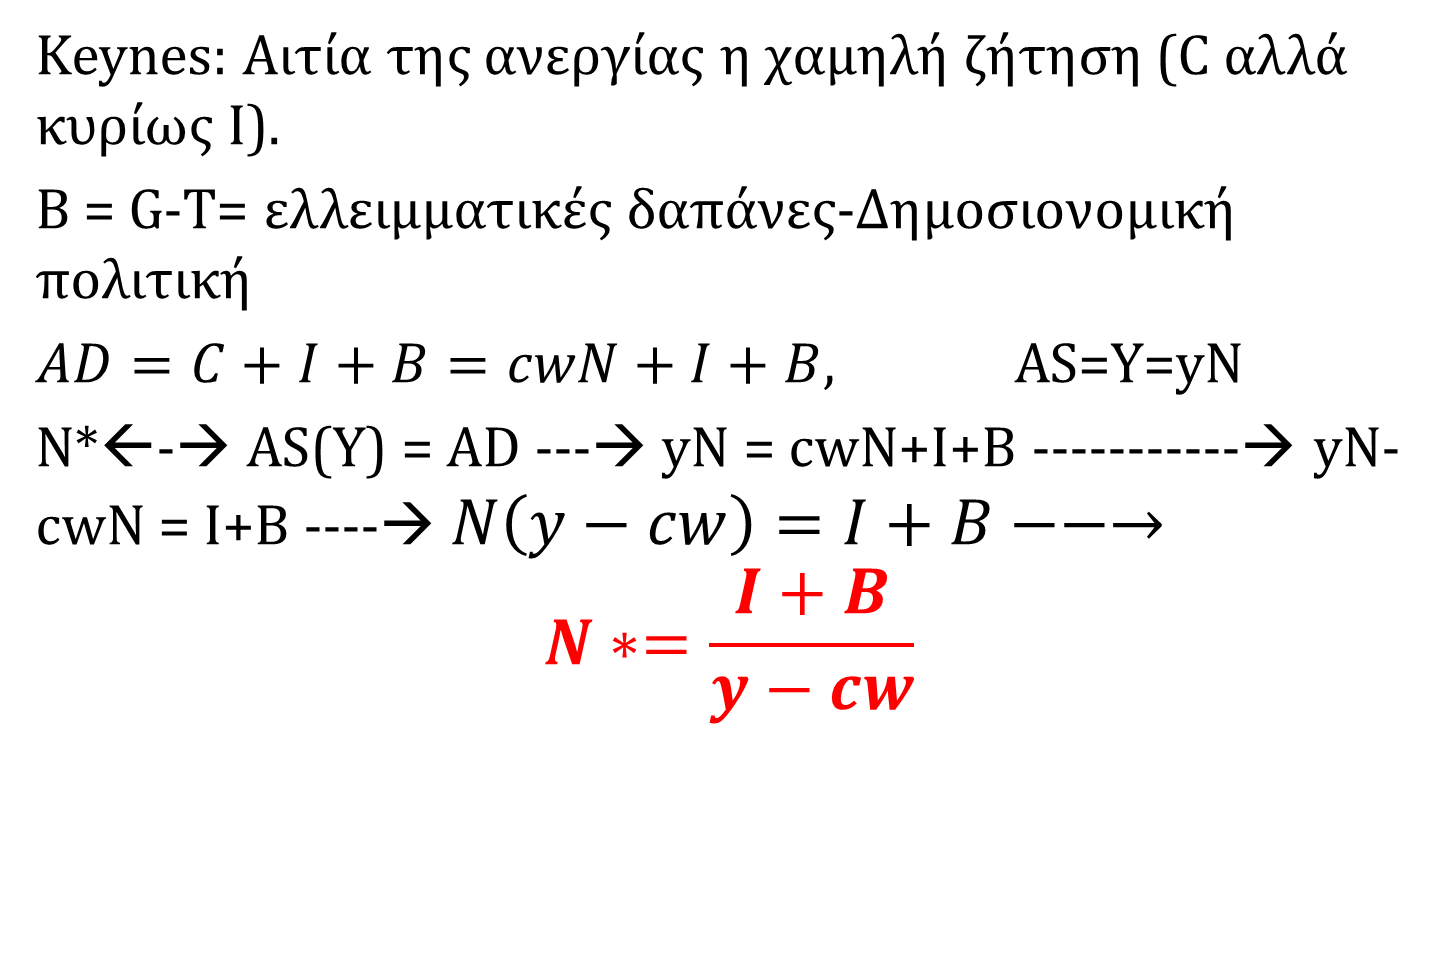 Keynes: Αιτία της ανεργίας η χαμηλή ζήτηση (C αλλά
κυρίως I).
B = G-T= ελλειμματικές δαπάνες-Δημοσιονομική
πολιτική
AD = C + I + B = cwN + I + B, AS=Y=yN
N*←-→ AS(Y) = AD ---→ yN = cwN+I+B -----------→ yN-
cwN = I+B ----→ N(y − cw) = I + B −−→
N ∗= \frac{I + B}{y − cw}